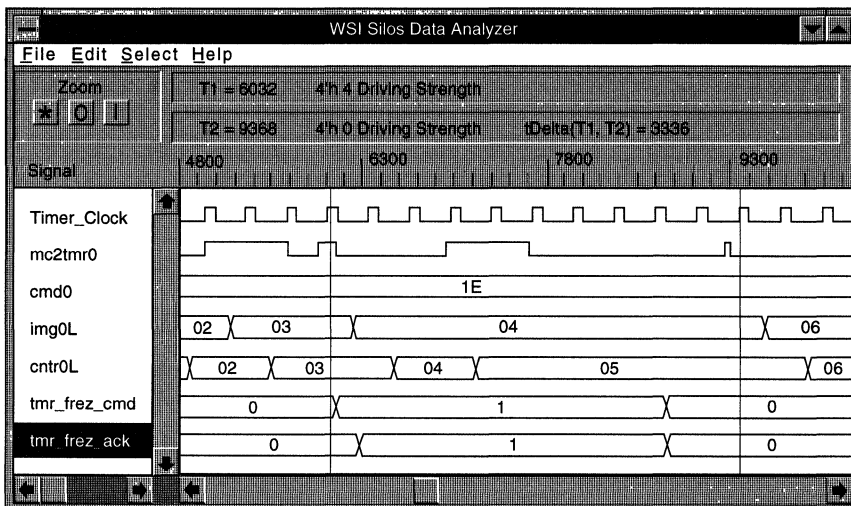 WSI Silos Data Analyzer
File Edit Select Help
Zoom
* 0 I
T1 = 6032 4'h 4 Driving Strength
T2 = 9368 4'h 0 Driving Strength tDelta(T1, T2) = 3336
Signal
4800 6300 7800 9300
Timer_Clock
mc2tmr0
cmd0 1E
img0L 02 03 04 06
cntr0L 02 03 04 05 06
tmr_frez_cmd 0 1 0
tmr_frez_ack 0 1 0